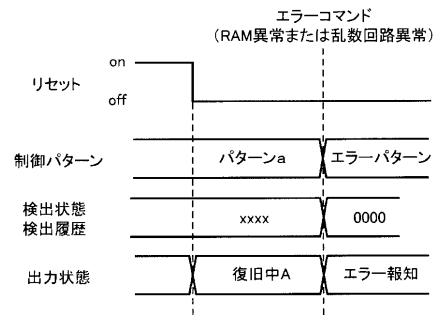 エラーコマンド
（RAM異常または乱数回路異常）
リセット
on
off
制御パターン
パターンa
エラーパターン
検出状態
検出履歴
xxxx
0000
出力状態
復旧中A
エラー報知